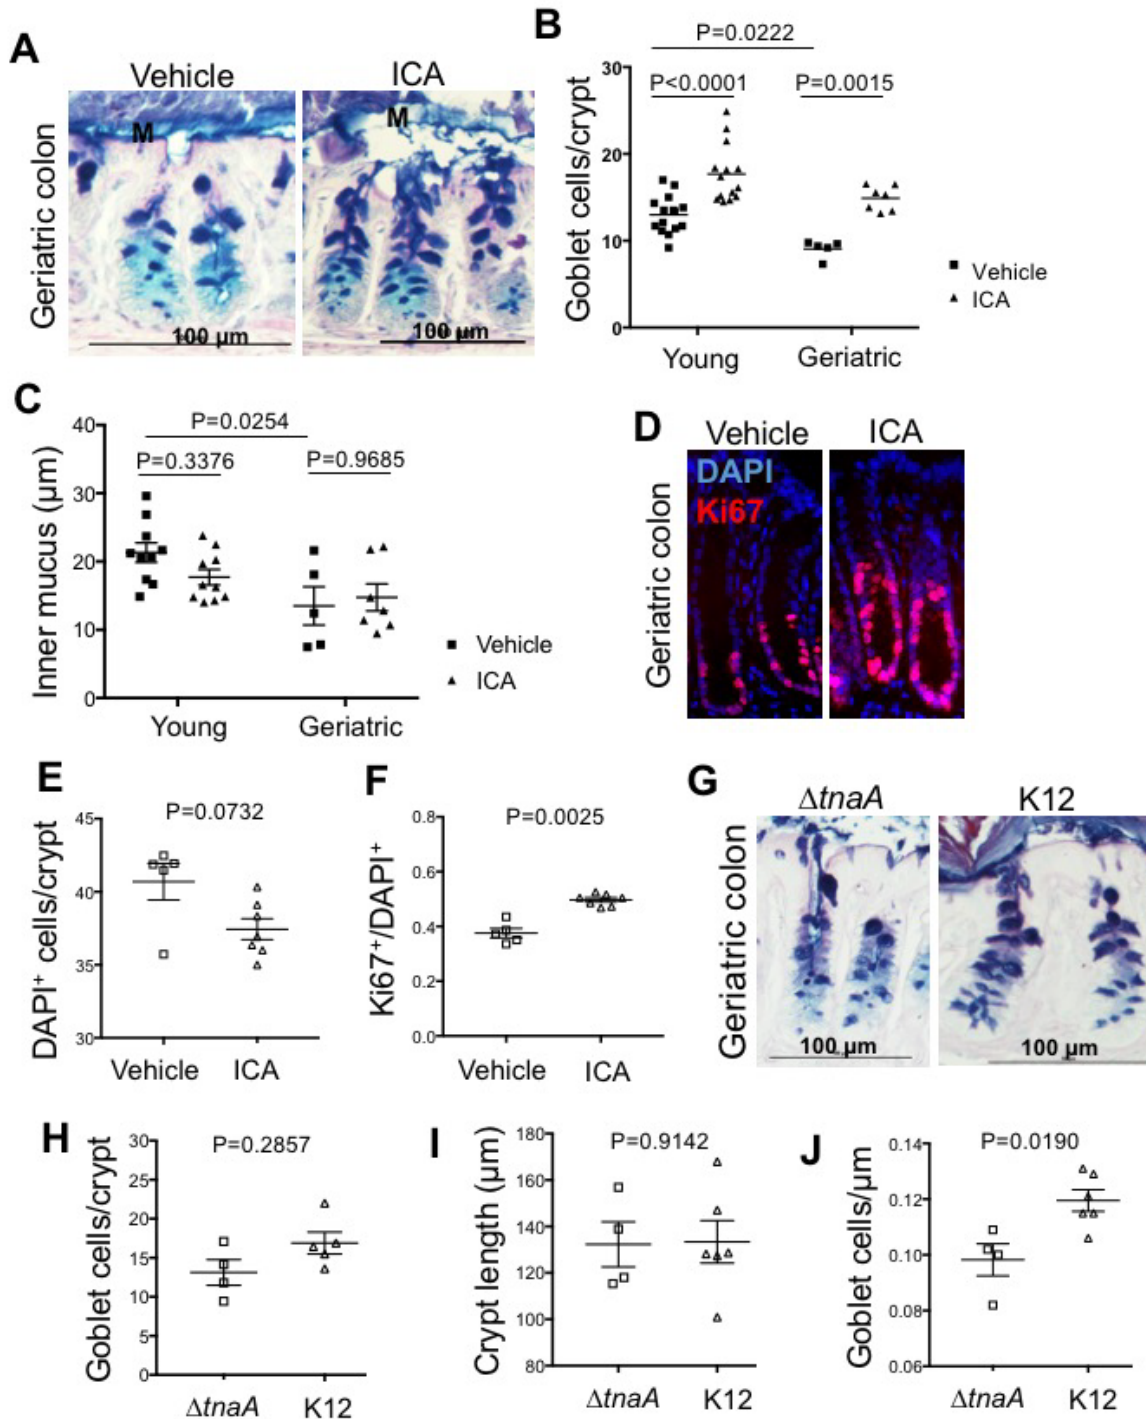 A
Vehicle
ICA
Geriatric colon
M
M
100 µm
100 µm
B
P=0.0222
P<0.0001
P=0.0015
Goblet cells/crypt
30
20
10
0
Young
Geriatric
Vehicle
ICA
C
P=0.0254
P=0.3376
P=0.9685
Inner mucus (µm)
40
30
20
10
0
Young
Geriatric
Vehicle
ICA
D
Vehicle
ICA
DAPI
Ki67
Geriatric colon
E
P=0.0732
DAPI⁺ cells/crypt
45
40
35
30
Vehicle
ICA
F
P=0.0025
Ki67⁺/DAPI⁺
0.8
0.6
0.4
0.2
0.0
Vehicle
ICA
G
ΔtnaA
K12
Geriatric colon
100 µm
100 µm
H
P=0.2857
Goblet cells/crypt
30
25
20
15
10
5
0
ΔtnaA
K12
I
P=0.9142
Crypt length (µm)
180
160
140
120
100
80
ΔtnaA
K12
J
P=0.0190
Goblet cells/µm
0.14
0.12
0.10
0.08
0.06
ΔtnaA
K12